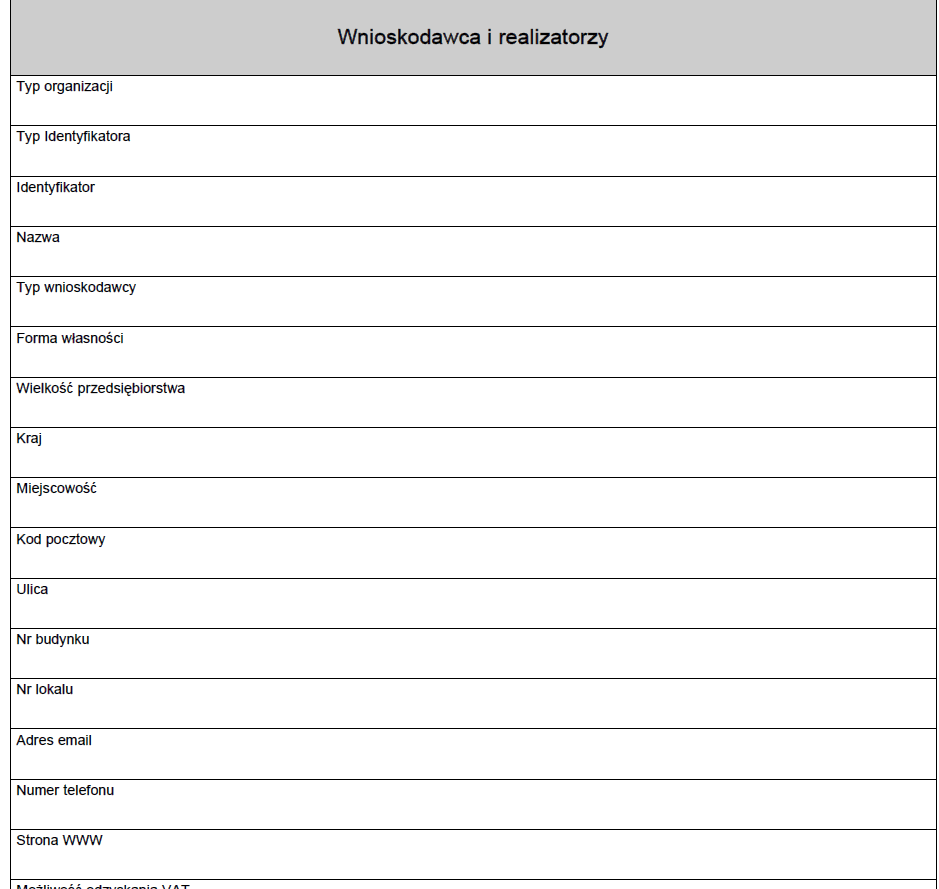 Wnioskodawca i realizatorzy
Typ organizacji
Typ Identyfikatora
Identyfikator
Nazwa
Typ wnioskodawcy
Forma własności
Wielkość przedsiębiorstwa
Kraj
Miejscowość
Kod pocztowy
Ulica
Nr budynku
Nr lokalu
Adres email
Numer telefonu
Strona WWW
Możliwość odzyskania VAT